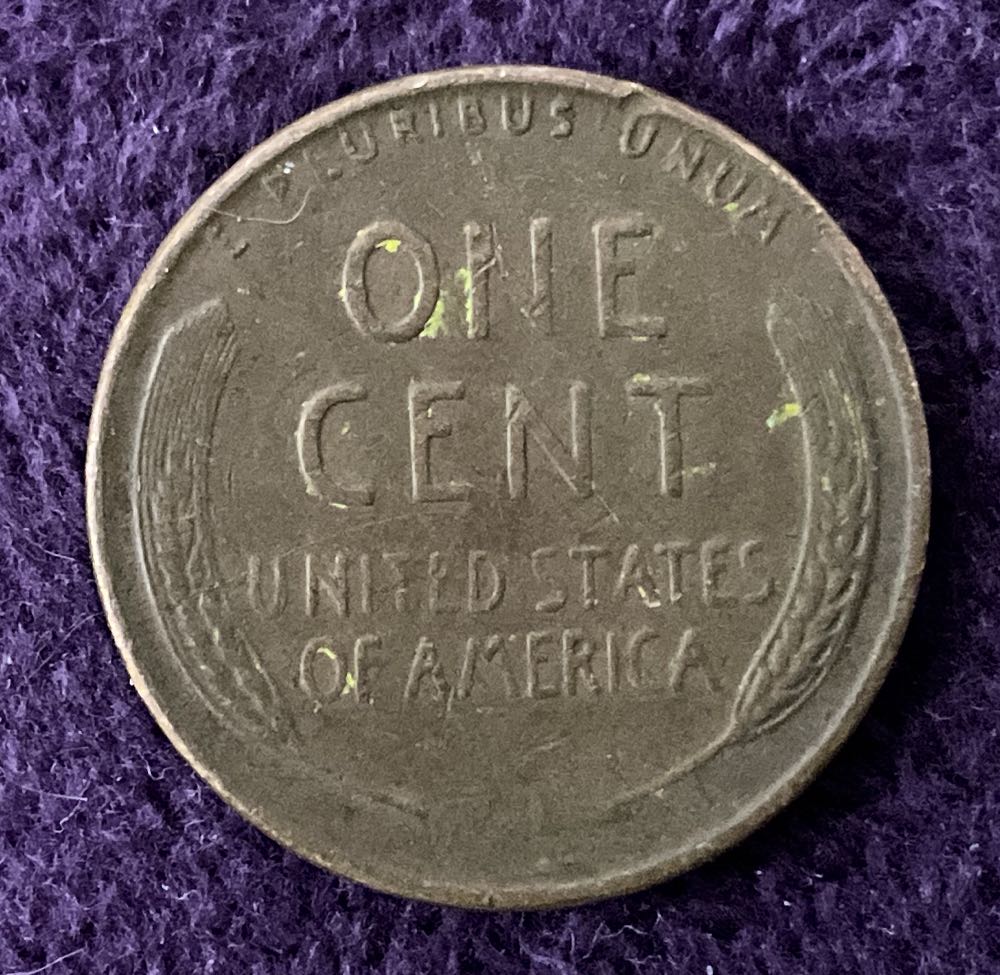 PLURIBUS UNUM
ONE
CENT
UNITED STATES
OF AMERICA